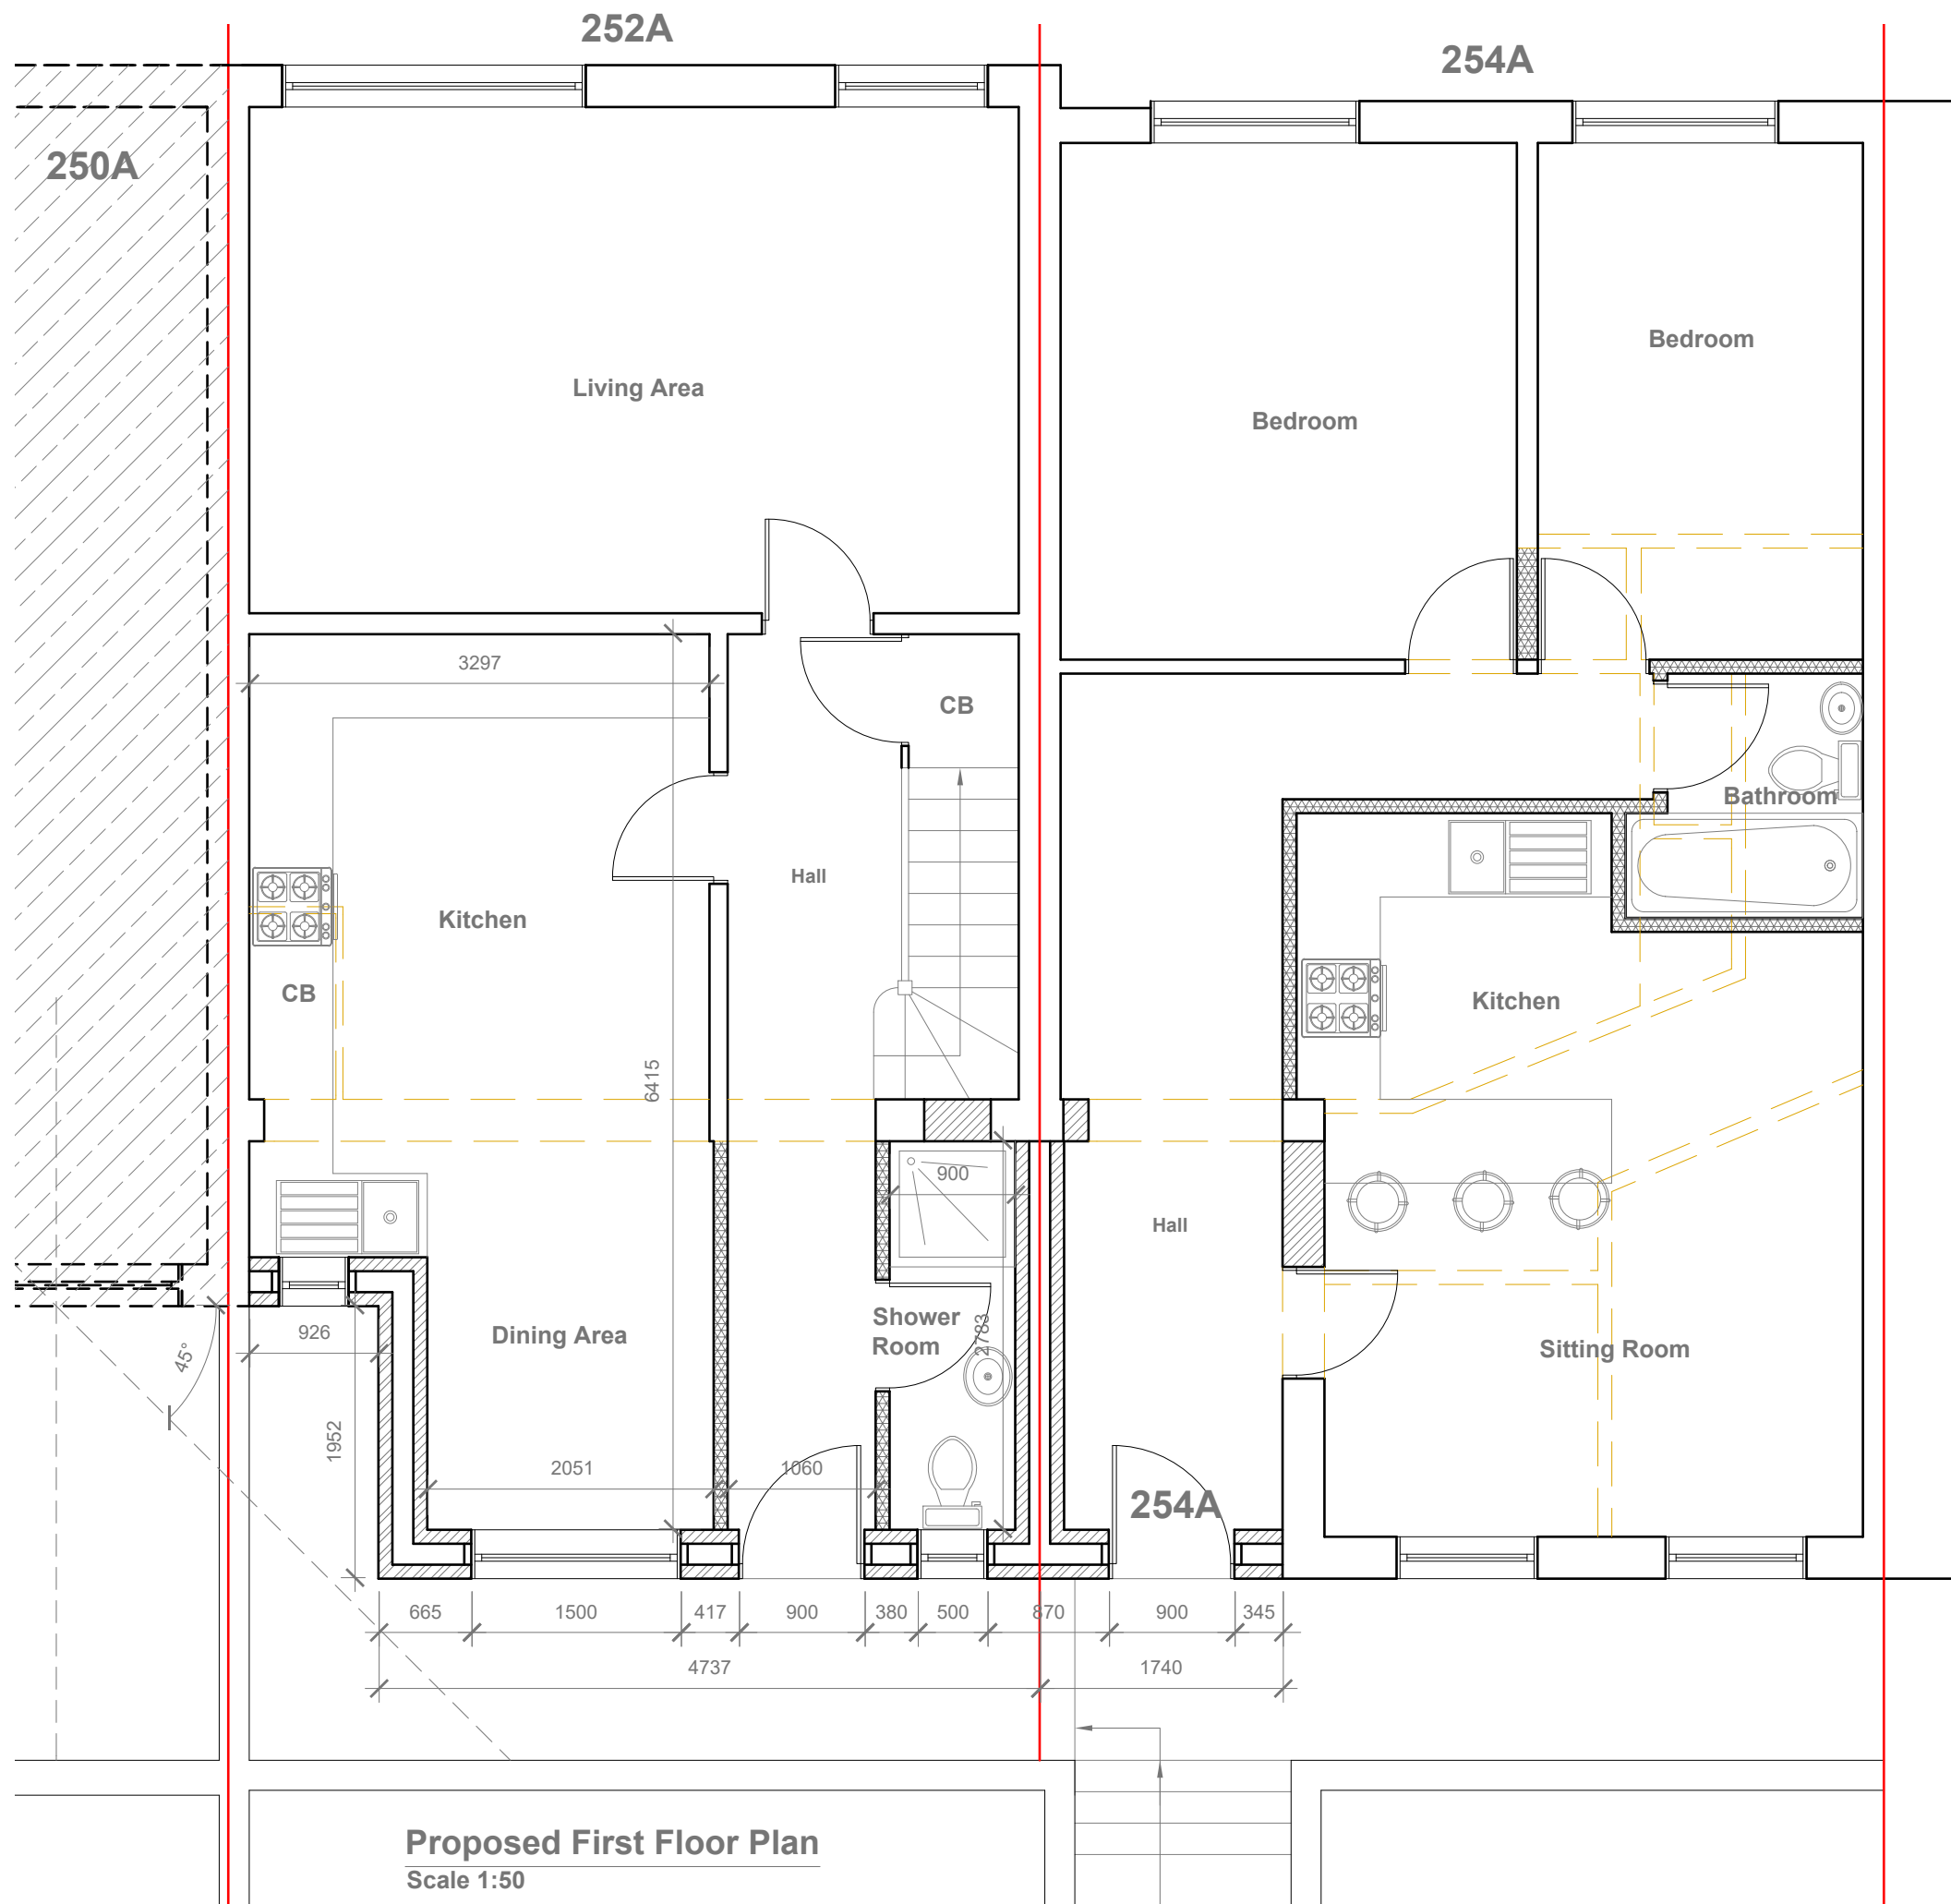 252A
254A
250A
Living Area
Bedroom
Bedroom
3297
CB
Bathroom
Hall
Kitchen
CB
Kitchen
6415
900
Hall
Shower
Room
2783
926
45°
Dining Area
Sitting Room
1952
2051
1060
254A
665
1500
417
900
380
500
870
900
345
4737
1740
Proposed First Floor Plan
Scale 1:50